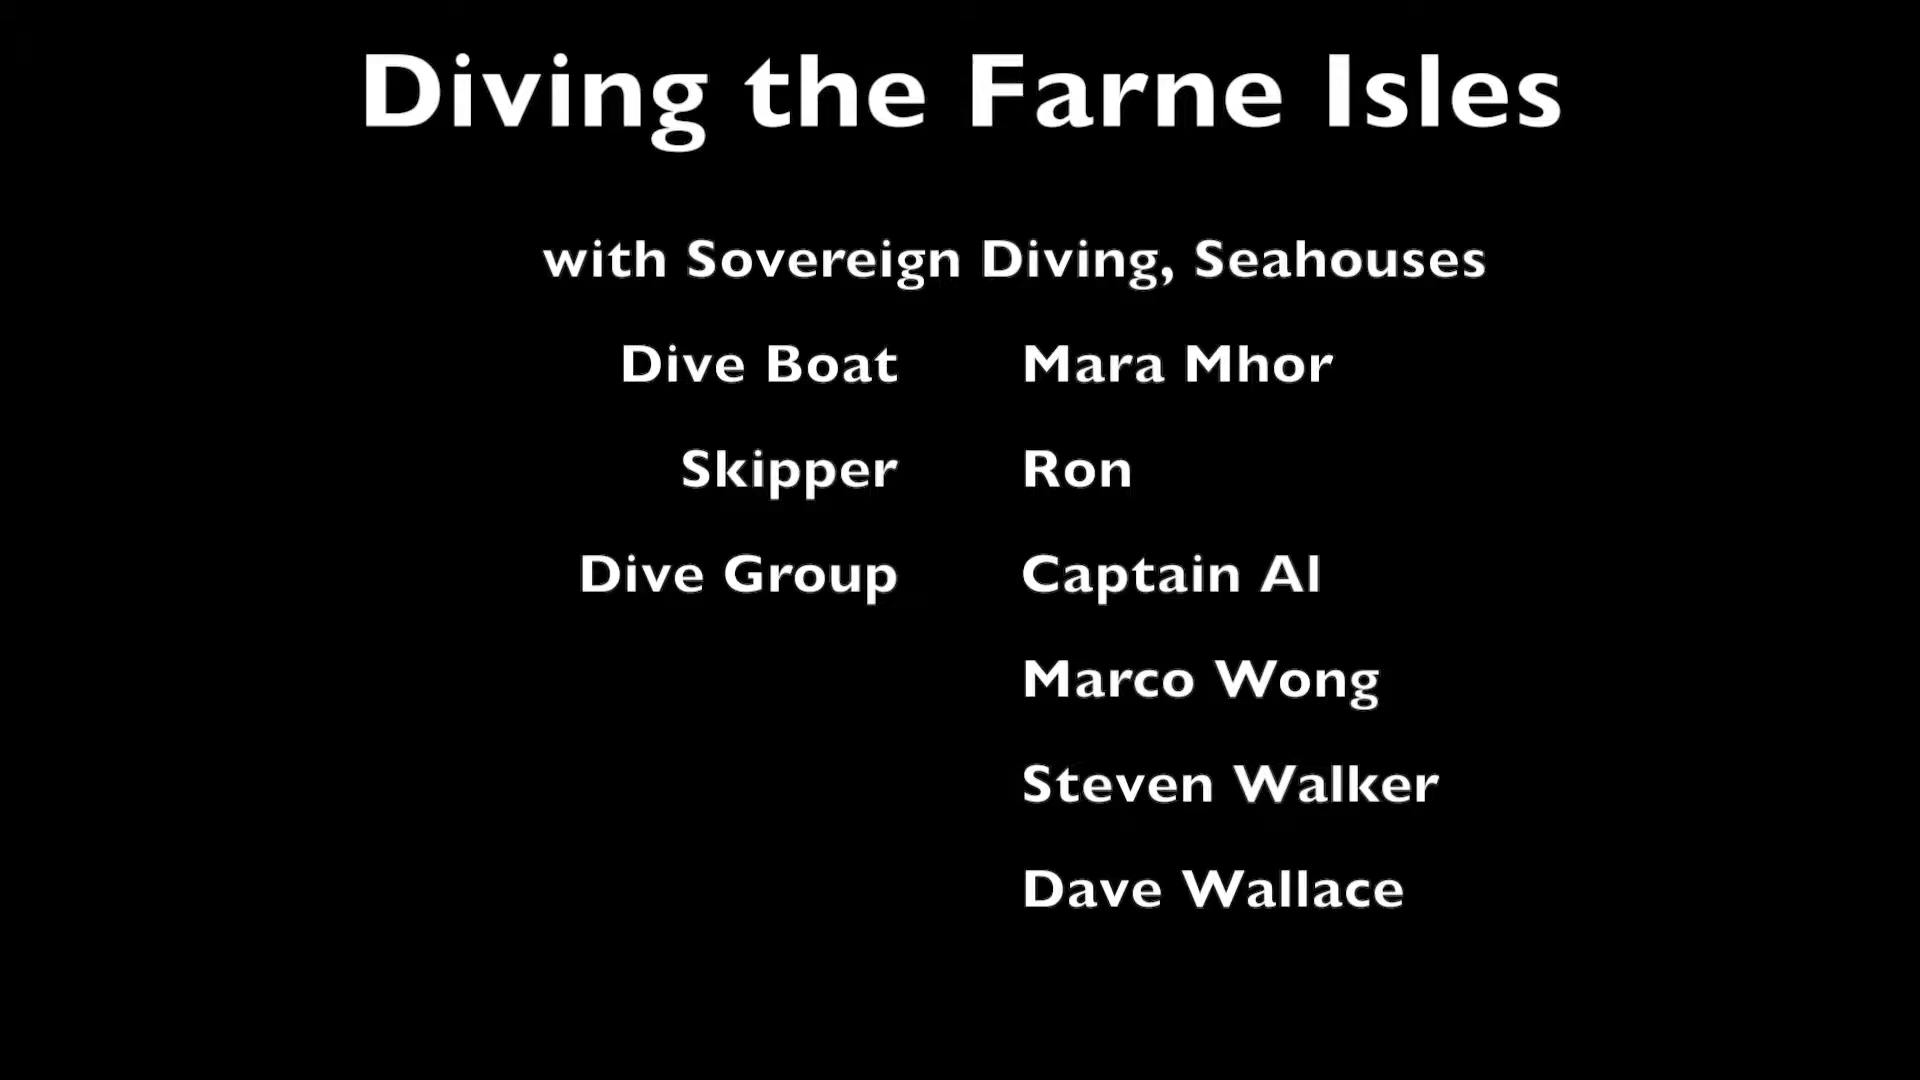 Diving the Farne Isles
with Sovereign Diving, Seahouses
Dive Boat Mara Mhor
Skipper Ron
Dive Group Captain Al
Marco Wong
Steven Walker
Dave Wallace